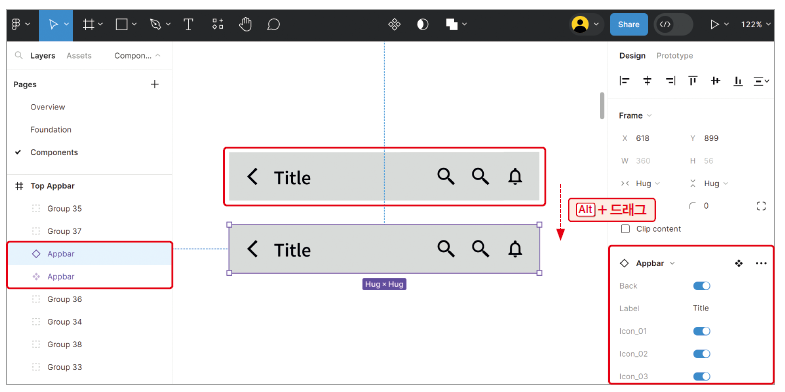 Share
122%
Layers
Assets
Compon...
Pages
Overview
Foundation
Components
Top Appbar
Group 35
Group 37
Appbar
Appbar
Group 36
Group 34
Group 38
Group 33
Title
Title
Hug × Hug
Alt + 드래그
Design
Prototype
Frame
X 618 Y 899
W 360 H 56
Hug Hug
0
Clip content
Appbar
Back
Label Title
Icon_01
Icon_02
Icon_03